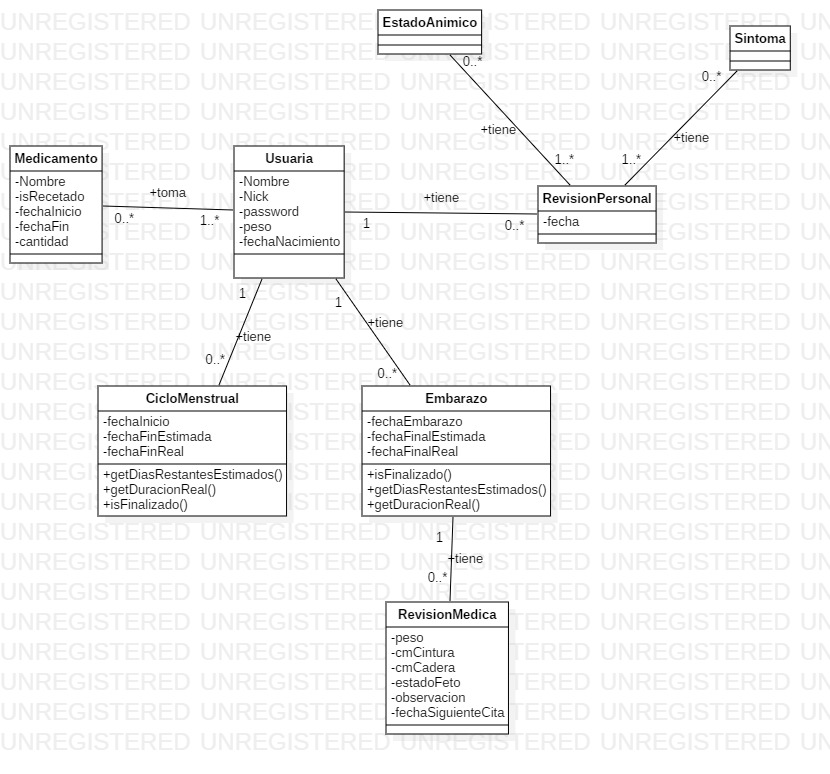 EstadoAnimico
Sintoma
0..*
0..*
+tiene
+tiene
1..*
1..*
Medicamento
-Nombre
-isRecetado
-fechaInicio
-fechaFin
-cantidad
+toma
0..*
1..*
Usuaria
-Nombre
-Nick
-password
-peso
-fechaNacimiento
+tiene
1
0..*
RevisionPersonal
-fecha
1
+tiene
0..*
1
+tiene
0..*
CicloMenstrual
-fechaInicio
-fechaFinEstimada
-fechaFinReal
+getDiasRestantesEstimados()
+getDuracionReal()
+isFinalizado()
Embarazo
-fechaEmbarazo
-fechaFinalEstimada
-fechaFinalReal
+isFinalizado()
+getDiasRestantesEstimados()
+getDuracionReal()
1
+tiene
0..*
RevisionMedica
-peso
-cmCintura
-cmCadera
-estadoFeto
-observacion
-fechaSiguienteCita
UNREGISTERED